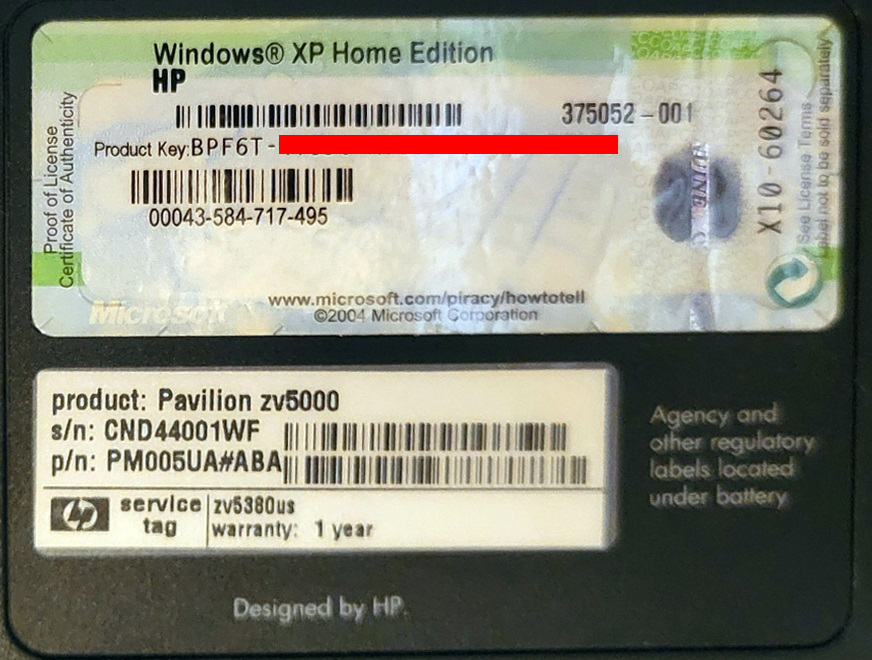 Windows® XP Home Edition
HP
375052-001
Product Key: BPF6T-
00043-584-717-495
Proof of License
Certificate of Authenticity
X10-60264
See License Terms
Label not to be sold separately
www.microsoft.com/piracy/howtotell
©2004 Microsoft Corporation
Microsoft
product: Pavilion zv5000
s/n: CND44001WF
p/n: PM005UA#ABA
hp
service tag
zv5380us
warranty: 1 year
Agency and
other regulatory
labels located
under battery
Designed by HP.